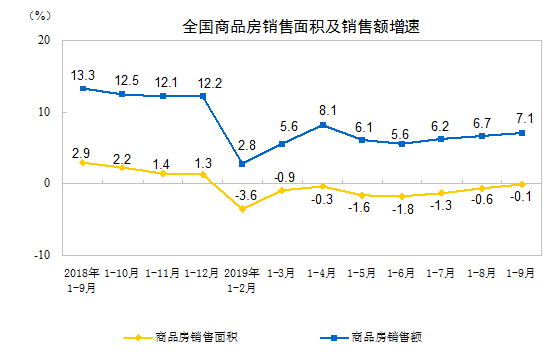 (%)
全国商品房销售面积及销售额增速
20
10
0
-10
13.3 12.5 12.1 12.2 2.8 5.6 8.1 6.1 5.6 6.2 6.7 7.1
2.9 2.2 1.4 1.3 -3.6 -0.9 -0.3 -1.6 -1.8 -1.3 -0.6 -0.1
2018年 1-10月 1-11月 1-12月 2019年 1-3月 1-4月 1-5月 1-6月 1-7月 1-8月 1-9月
1-9月 1-2月
商品房销售面积 商品房销售额